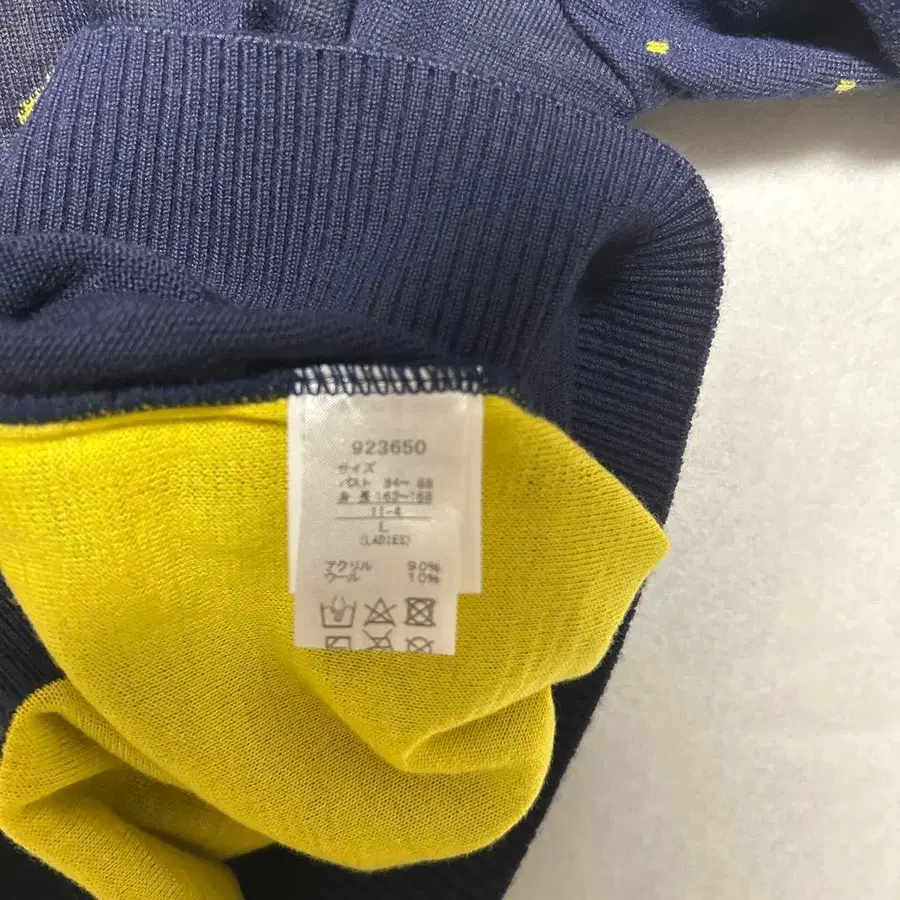 923650
サイズ
バスト 84～ 88
身 長 162～168
11-4
L
(LADIES)
アクリル 90%
ウール 10%